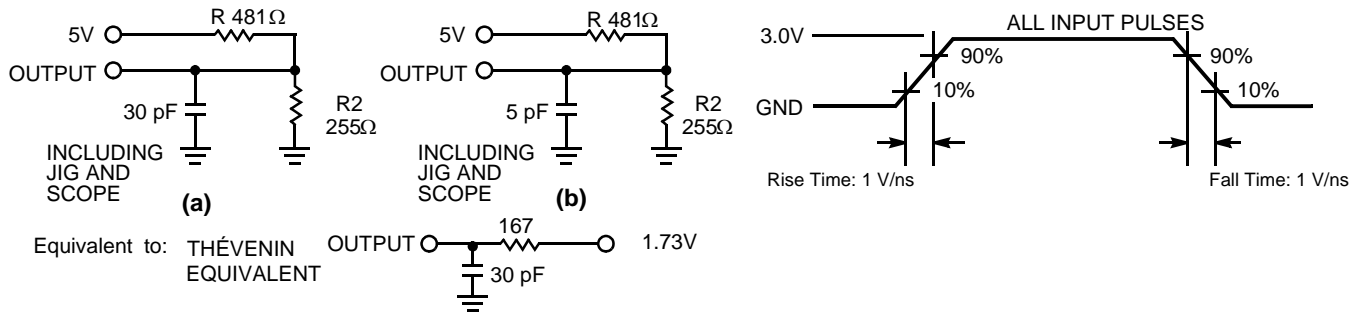 R 481Ω
5V
OUTPUT
30 pF
R2
255Ω
INCLUDING
JIG AND
SCOPE
(a)
R 481Ω
5V
OUTPUT
5 pF
R2
255Ω
INCLUDING
JIG AND
SCOPE
(b)
ALL INPUT PULSES
3.0V
90%
90%
10%
10%
GND
Rise Time: 1 V/ns
Fall Time: 1 V/ns
Equivalent to:
THÉVENIN
EQUIVALENT
OUTPUT
167
1.73V
30 pF